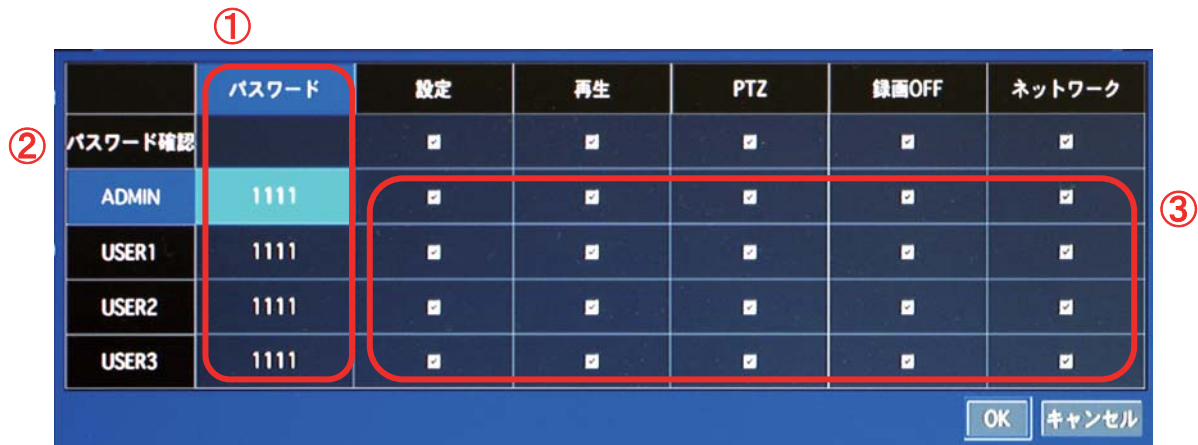 ①
パスワード 設定 再生 PTZ 録画OFF ネットワーク
② パスワード確認
ADMIN 1111
③
USER1 1111
USER2 1111
USER3 1111
OK キャンセル